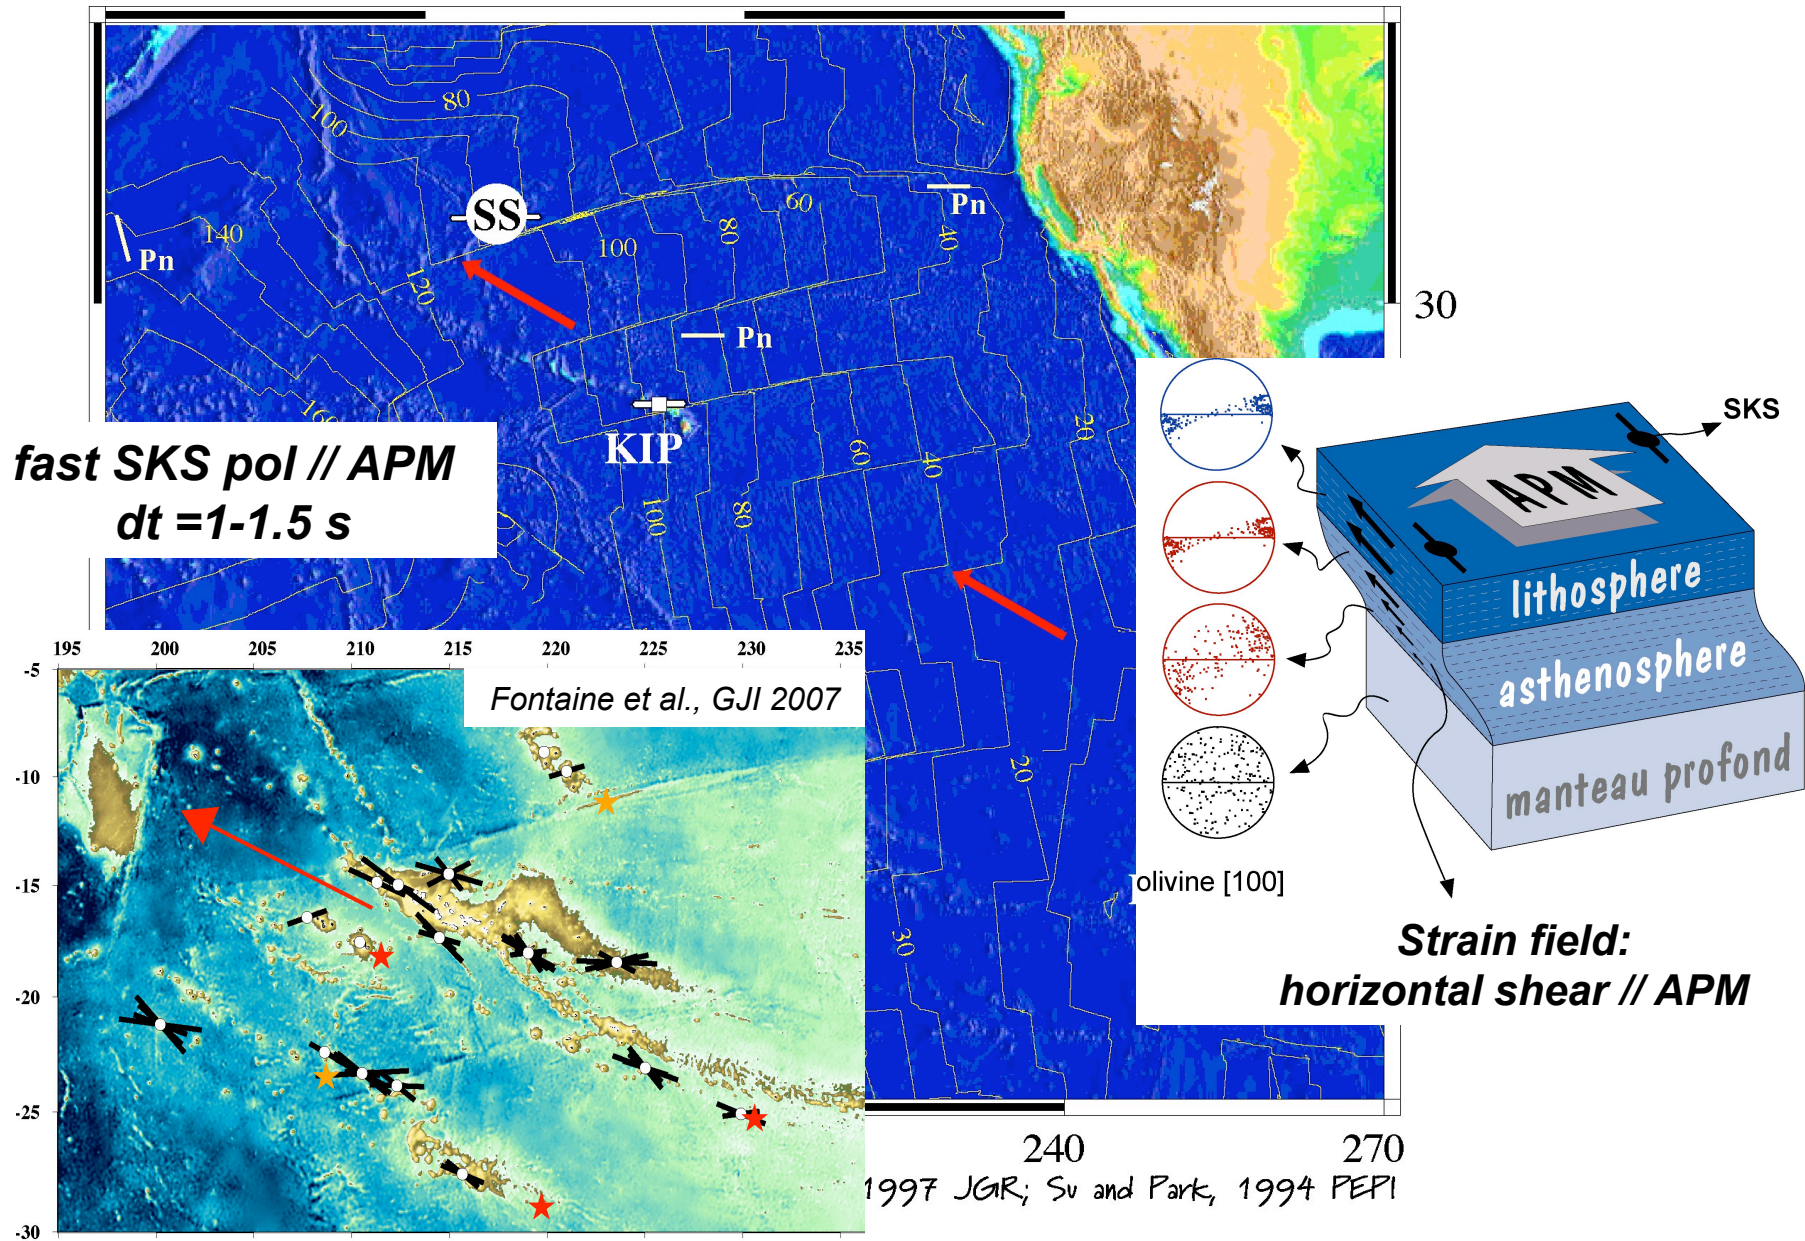 80
100
SS
60
Pn
Pn
140
100
80
40
120
30
Pn
160
KIP
20
60
40
100
80
fast SKS pol // APM
dt =1-1.5 s
SKS
APM
lithosphere
asthenosphere
manteau profond
olivine [100]
Strain field:
horizontal shear // APM
20
30
195 200 205 210 215 220 225 230 235
-5
Fontaine et al., GJI 2007
-10
-15
-20
-25
-30
240 270
1997 JGR; Su and Park, 1994 PEPI